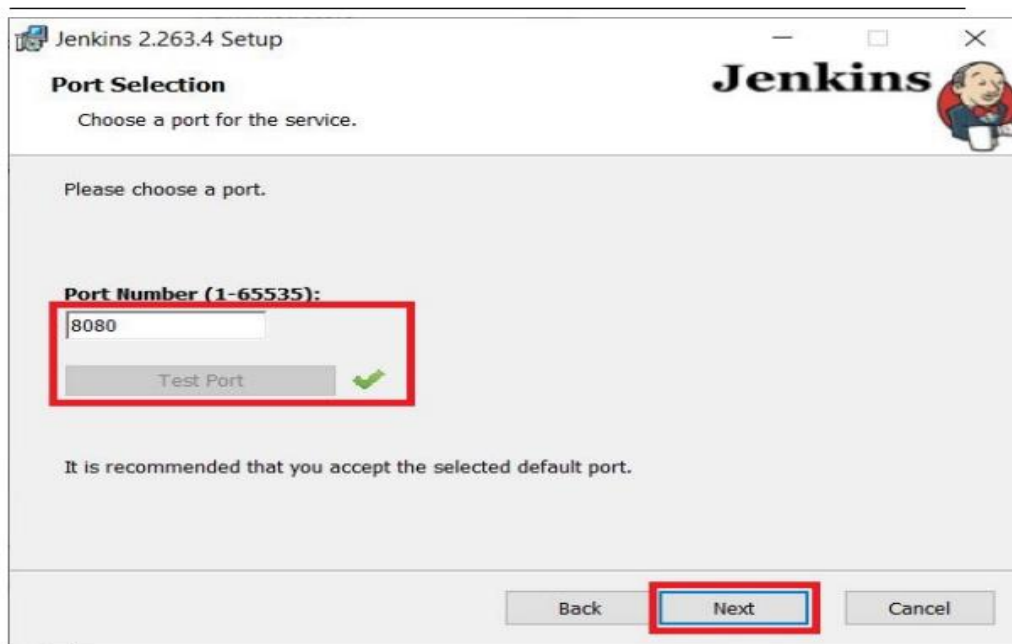 Jenkins 2.263.4 Setup
Port Selection
Jenkins
Choose a port for the service.
Please choose a port.
Port Number (1-65535):
8080
Test Port
It is recommended that you accept the selected default port.
Back
Next
Cancel